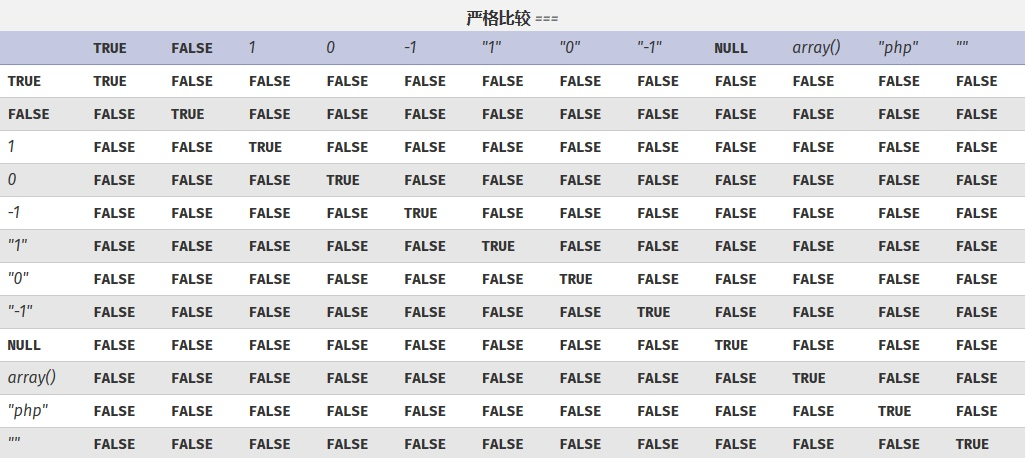 严格比较 ===
TRUE FALSE 1 0 -1 "1" "0" "-1" NULL array() "php" ""
TRUE TRUE FALSE FALSE FALSE FALSE FALSE FALSE FALSE FALSE FALSE FALSE FALSE
FALSE FALSE TRUE FALSE FALSE FALSE FALSE FALSE FALSE FALSE FALSE FALSE FALSE
1 FALSE FALSE TRUE FALSE FALSE FALSE FALSE FALSE FALSE FALSE FALSE FALSE
0 FALSE FALSE FALSE TRUE FALSE FALSE FALSE FALSE FALSE FALSE FALSE FALSE
-1 FALSE FALSE FALSE FALSE TRUE FALSE FALSE FALSE FALSE FALSE FALSE FALSE
"1" FALSE FALSE FALSE FALSE FALSE TRUE FALSE FALSE FALSE FALSE FALSE FALSE
"0" FALSE FALSE FALSE FALSE FALSE FALSE TRUE FALSE FALSE FALSE FALSE FALSE
"-1" FALSE FALSE FALSE FALSE FALSE FALSE FALSE TRUE FALSE FALSE FALSE FALSE
NULL FALSE FALSE FALSE FALSE FALSE FALSE FALSE FALSE TRUE FALSE FALSE FALSE
array() FALSE FALSE FALSE FALSE FALSE FALSE FALSE FALSE FALSE TRUE FALSE FALSE
"php" FALSE FALSE FALSE FALSE FALSE FALSE FALSE FALSE FALSE FALSE TRUE FALSE
"" FALSE FALSE FALSE FALSE FALSE FALSE FALSE FALSE FALSE FALSE FALSE TRUE